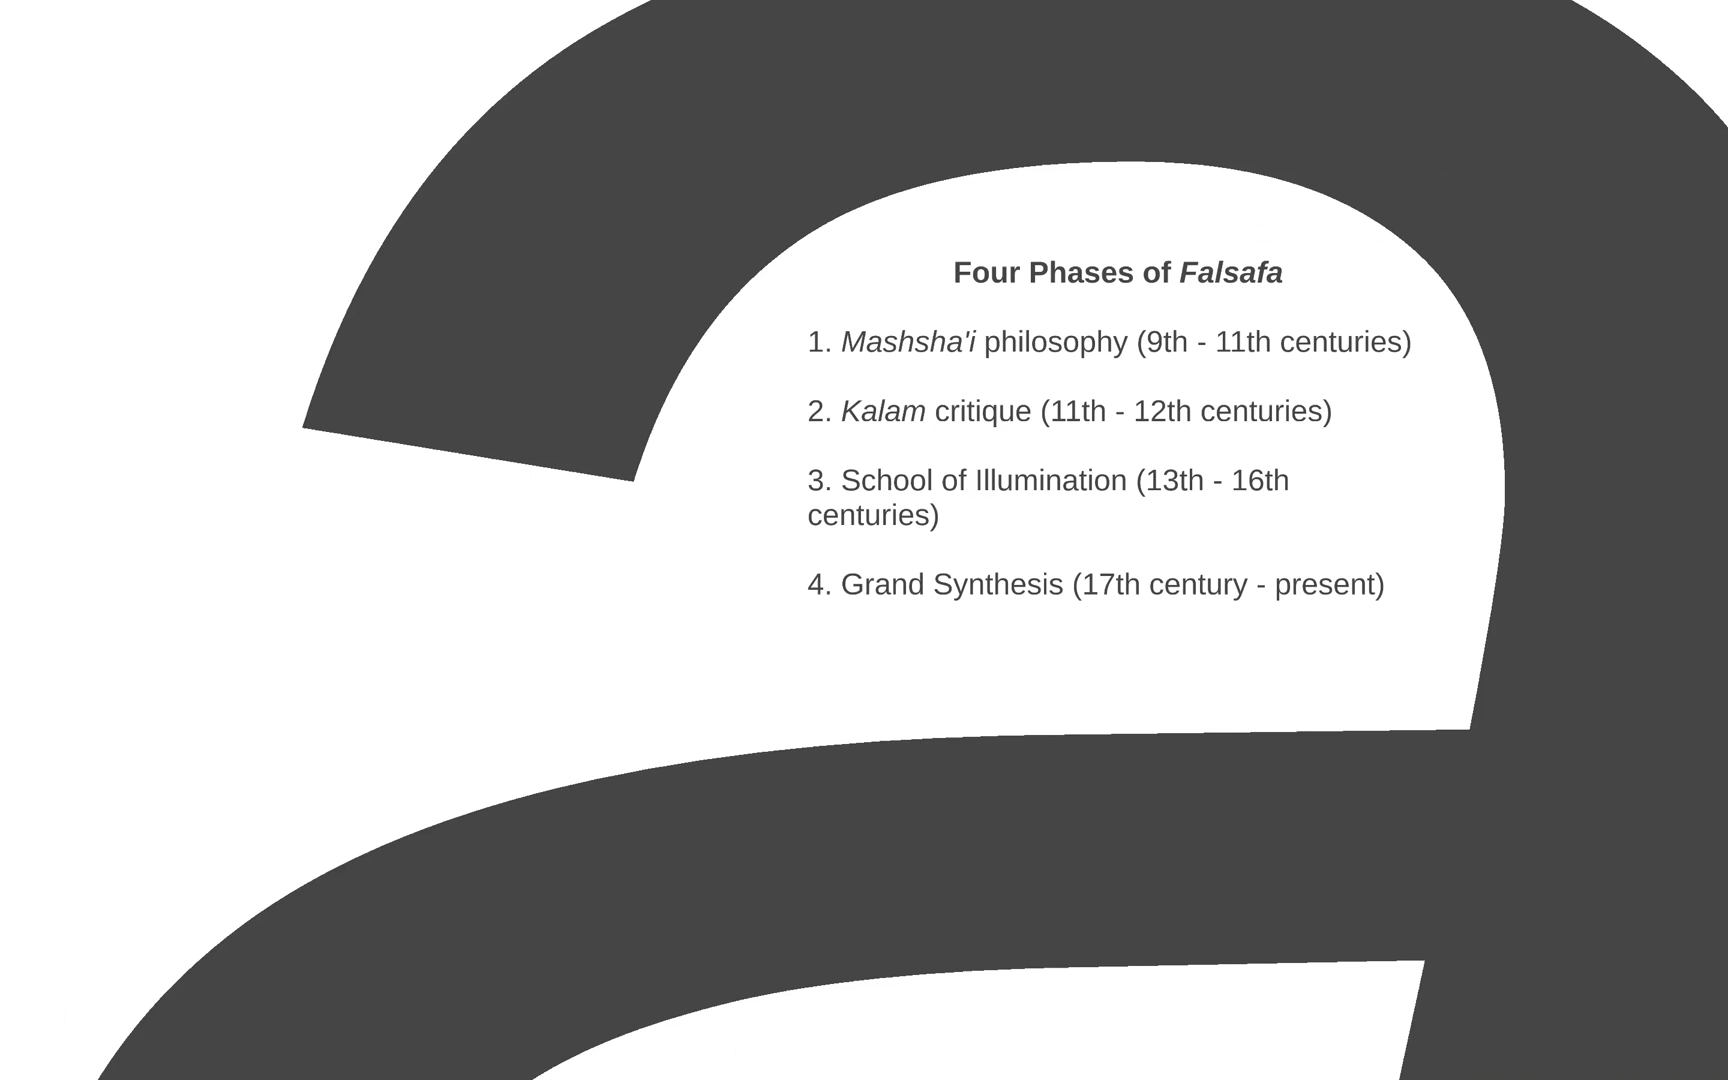 Four Phases of Falsafa
1. Mashsha'i philosophy (9th - 11th centuries)
2. Kalam critique (11th - 12th centuries)
3. School of Illumination (13th - 16th
centuries)
4. Grand Synthesis (17th century - present)